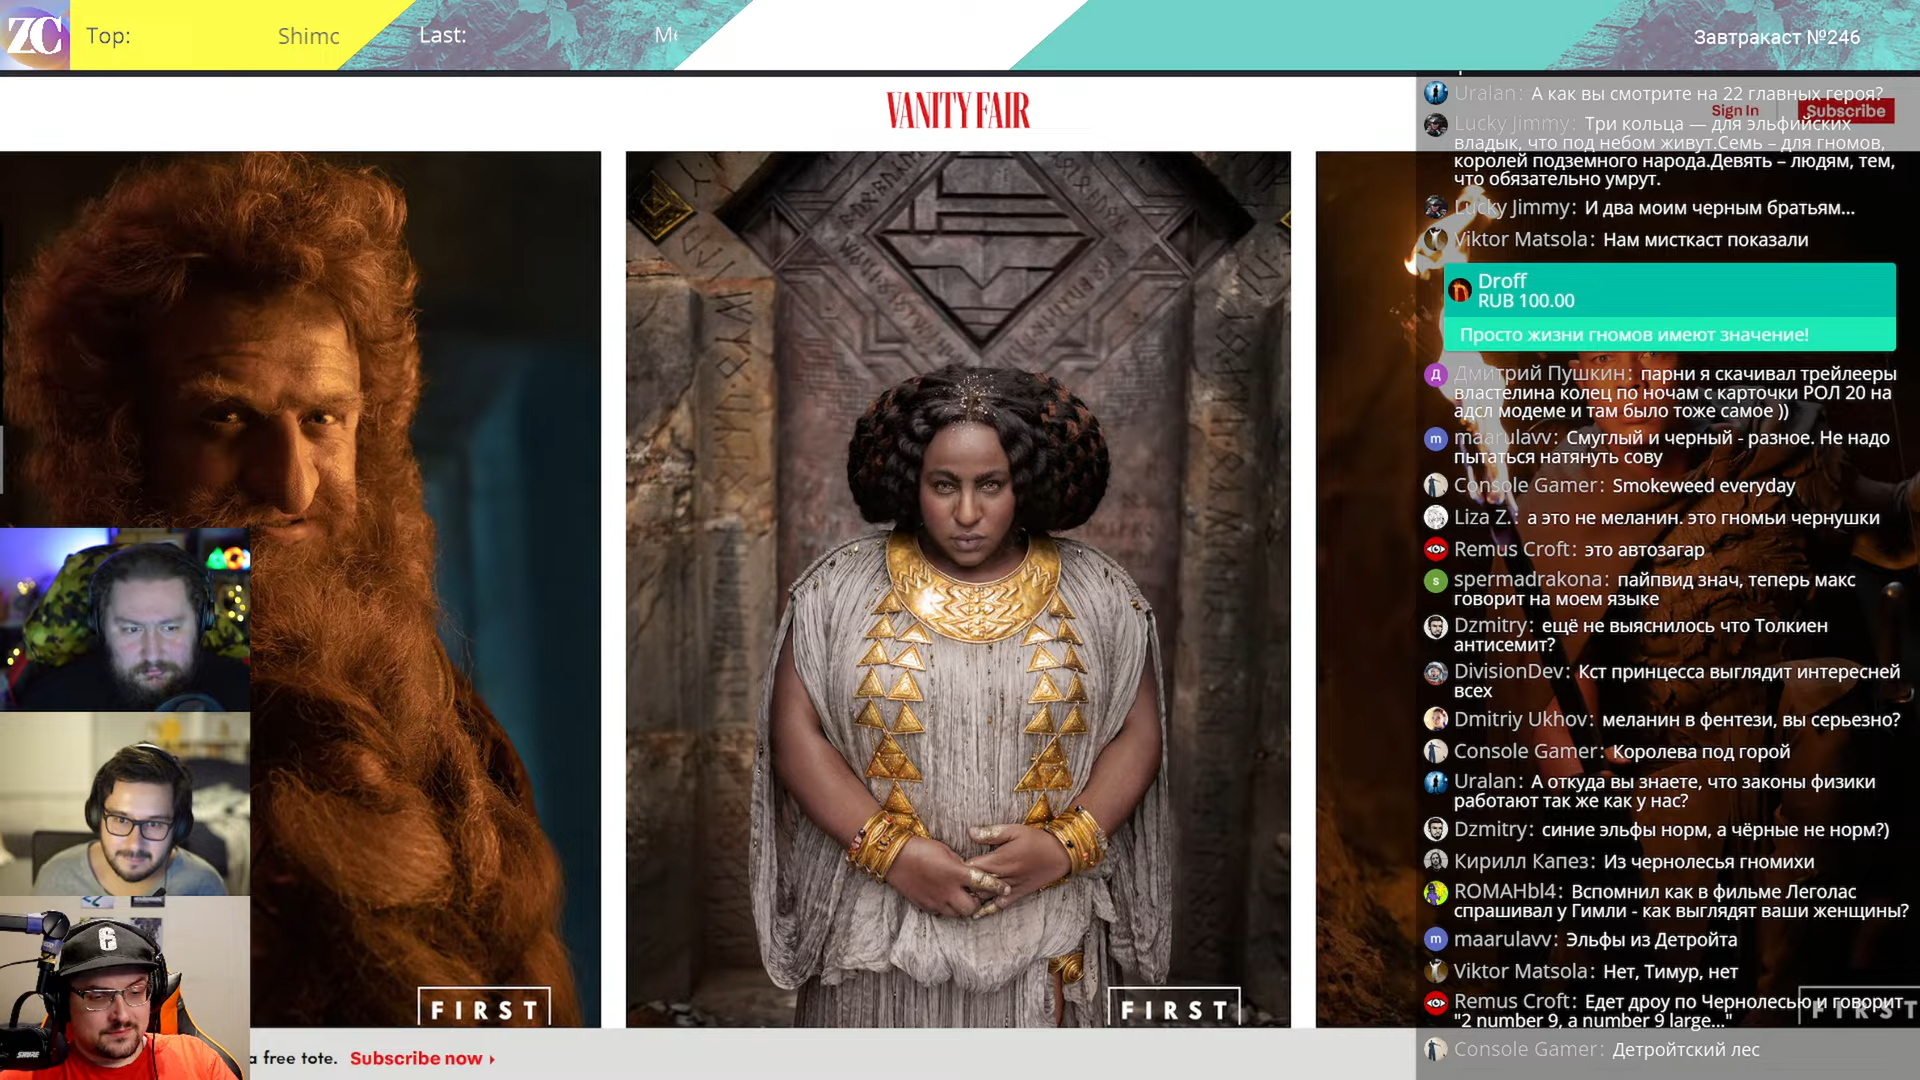 ZC
Top:
Shimc
Last:
Me
Завтракаст №246
VANITY FAIR
Sign In
Subscribe
Uralan: А как вы смотрите на 22 главных героя?
Lucky Jimmy: Три кольца — для эльфийских
владык, что под небом живут.Семь – для гномов,
королей подземного народа.Девять – людям, тем,
что обязательно умрут.
Lucky Jimmy: И два моим черным братьям...
Viktor Matsola: Нам мисткаст показали
Droff
RUB 100.00
Просто жизни гномов имеют значение!
Дмитрий Пушкин: парни я скачивал трейлееры
властелина колец по ночам с карточки РОЛ 20 на
адсл модеме и там было тоже самое ))
maarulavv: Смуглый и черный - разное. Не надо
пытаться натянуть сову
Console Gamer: Smokeweed everyday
Liza Z.: а это не меланин. это гномьи чернушки
Remus Croft: это автозагар
spermadrakona: пайпвид знач, теперь макс
говорит на моем языке
Dzmitry: ещё не выяснилось что Толкиен
антисемит?
DivisionDev: Кст принцесса выглядит интересней
всех
Dmitriy Ukhov: меланин в фентези, вы серьезно?
Console Gamer: Королева под горой
Uralan: А откуда вы знаете, что законы физики
работают так же как у нас?
Dzmitry: синие эльфы норм, а чёрные не норм?)
Кирилл Капез: Из чернолесья гномихи
ROMAHbl4: Вспомнил как в фильме Леголас
спрашивал у Гимли - как выглядят ваши женщины?
maarulavv: Эльфы из Детройта
Viktor Matsola: Нет, Тимур, нет
Remus Croft: Едет дроу по Чернолесью и говорит
"2 number 9, a number 9 large..."
Console Gamer: Детройтский лес
FIRST
FIRST
FIRST
a free tote. Subscribe now
6
SHURE